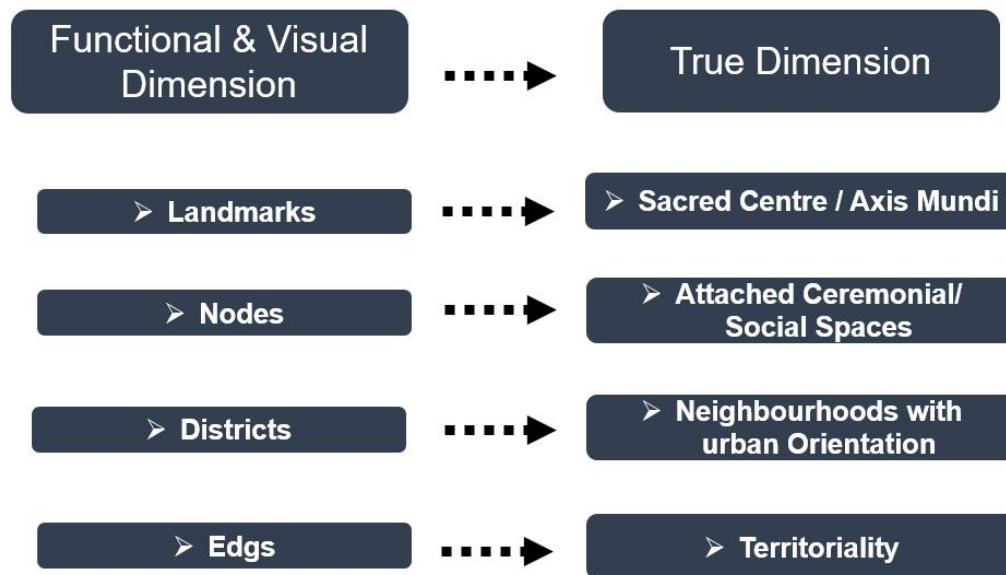 Functional & Visual
Dimension
True Dimension
➢ Landmarks
➢ Sacred Centre / Axis Mundi
➢ Nodes
➢ Attached Ceremonial/
Social Spaces
➢ Districts
➢ Neighbourhoods with
urban Orientation
➢ Edgs
➢ Territoriality